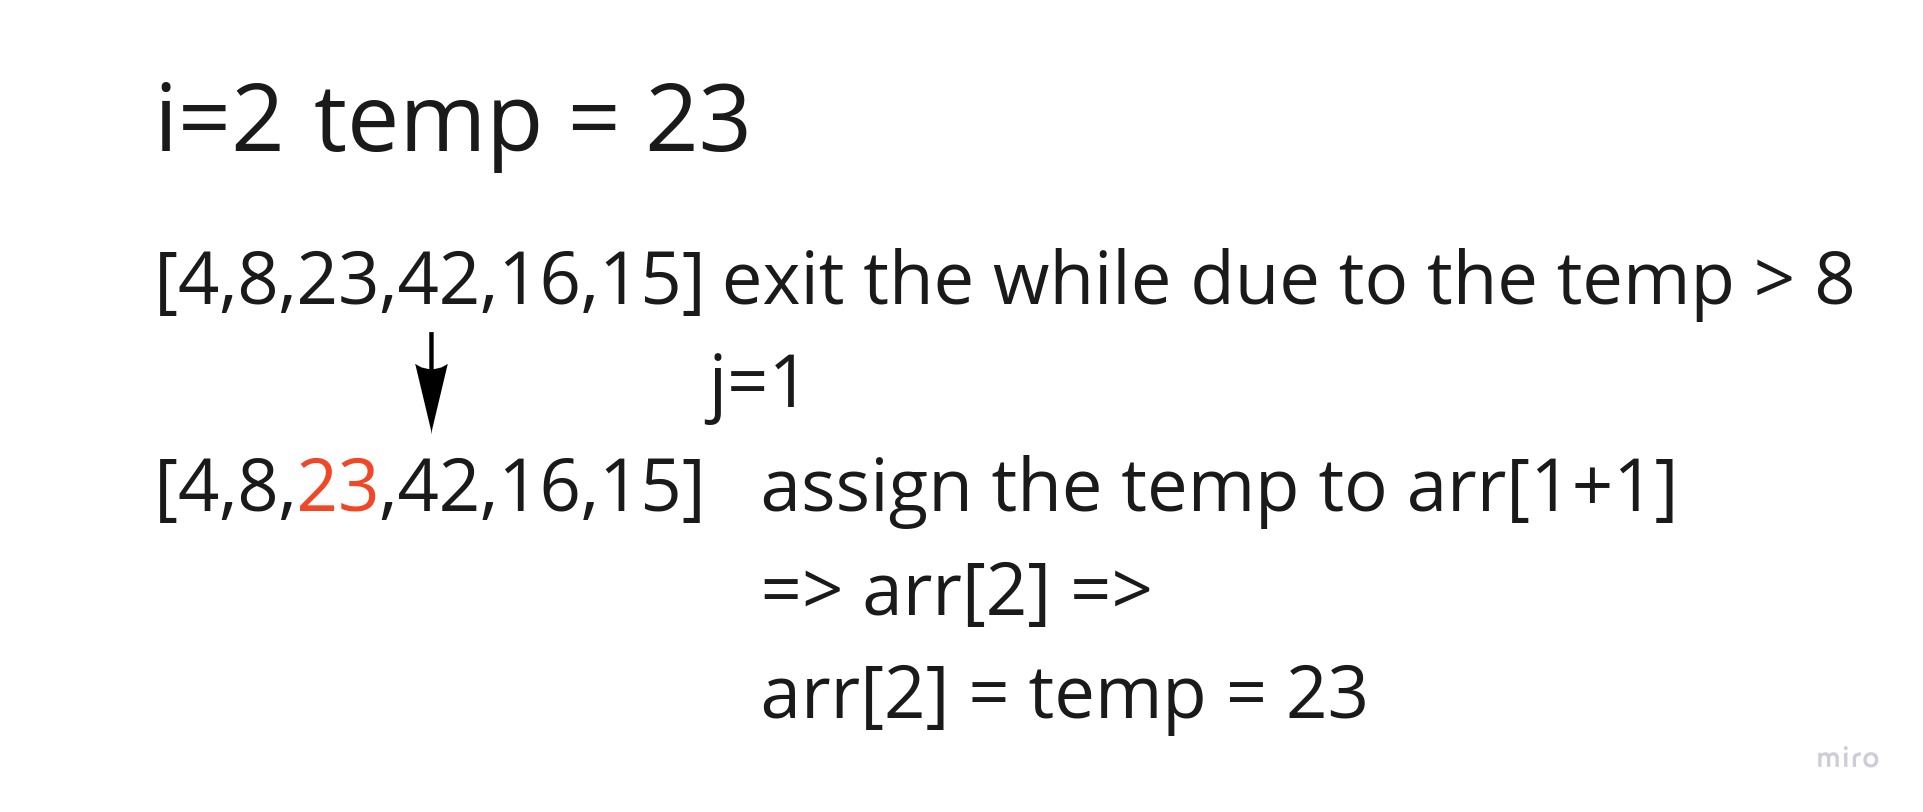 i=2 temp = 23
[4,8,23,42,16,15] exit the while due to the temp > 8
j=1
[4,8,23,42,16,15] assign the temp to arr[1+1]
=> arr[2] =>
arr[2] = temp = 23
miro